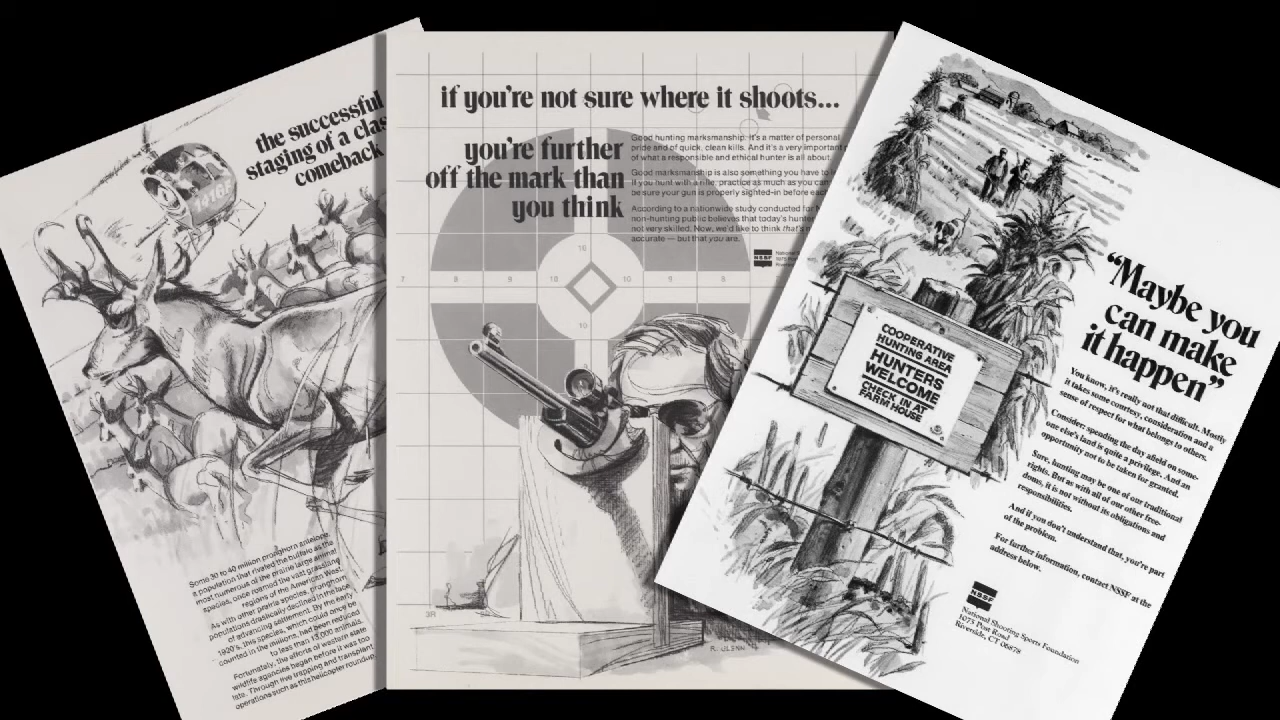 the successful
staging of a
comeback
N16F
Some 30 to 40 million pronghorn antelope,
a population that rivaled the buffalo as the
most numerous of the prairie large animal
species, once roamed the vast grassland
regions of the American West.
As with other prairie species, pronghorn
populations drastically declined in the face
of advancing settlement. By the early
1920's, this species, which could once be
counted in the millions, had been reduced
to less than 13,000 animals.
Fortunately, the efforts of western state
wildlife agencies began before it was too
late. Through live trapping and transplant
operations such as this helicopter roundup,
if you're not sure where it shoots...
you're further
off the mark than
you think
Good hunting marksmanship. It's a matter of personal
pride and of quick, clean kills. And it's a very important
of what a responsible and ethical hunter is all about.
Good marksmanship is also something you have to
If you hunt with a rifle, practice as much as you can
be sure your gun is properly sighted-in before each
According to a nationwide study conducted for
non-hunting public believes that today's hunter
not very skilled. Now, we'd like to think that's
accurate — but that you are.
NSSF
10
7 8 9 10 10 9 8
10
R. GLENN
"Maybe you
can make
it happen"
You know, it's really not that difficult. Mostly
it takes some courtesy, consideration and a
sense of respect for what belongs to others.
Consider: spending the day afield on some-
one else's land is quite a privilege. And an
opportunity not to be taken for granted.
Sure, hunting may be one of our traditional
rights. But as with all of our other free-
doms, it is not without its obligations and
responsibilities.
And if you don't understand that, you're part
of the problem.
For further information, contact NSSF at the
address below.
NSSF
National Shooting Sports Foundation
1075 Post Road
Riverside, CT 06878
COOPERATIVE
HUNTING AREA
HUNTERS
WELCOME
CHECK IN AT
FARM HOUSE